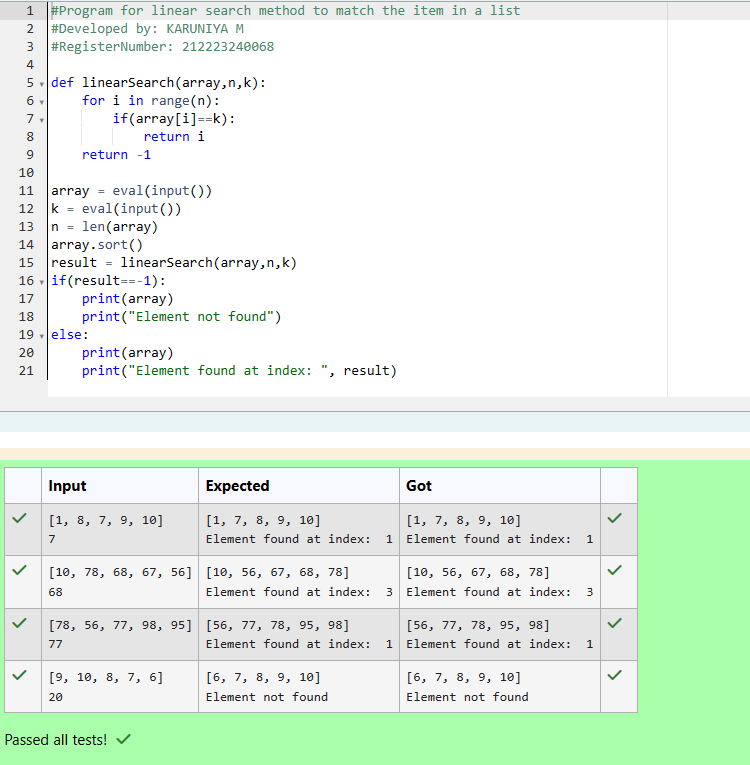 1 #Program for linear search method to match the item in a list
2 #Developed by: KARUNIYA M
3 #RegisterNumber: 212223240068
4
5 def linearSearch(array,n,k):
6     for i in range(n):
7         if(array[i]==k):
8             return i
9     return -1
10
11 array = eval(input())
12 k = eval(input())
13 n = len(array)
14 array.sort()
15 result = linearSearch(array,n,k)
16 if(result==-1):
17     print(array)
18     print("Element not found")
19 else:
20     print(array)
21     print("Element found at index: ", result)
Input Expected Got
[1, 8, 7, 9, 10] [1, 7, 8, 9, 10] [1, 7, 8, 9, 10]
7 Element found at index:  1 Element found at index:  1
[10, 78, 68, 67, 56] [10, 56, 67, 68, 78] [10, 56, 67, 68, 78]
68 Element found at index:  3 Element found at index:  3
[78, 56, 77, 98, 95] [56, 77, 78, 95, 98] [56, 77, 78, 95, 98]
77 Element found at index:  1 Element found at index:  1
[9, 10, 8, 7, 6] [6, 7, 8, 9, 10] [6, 7, 8, 9, 10]
20 Element not found Element not found
Passed all tests!